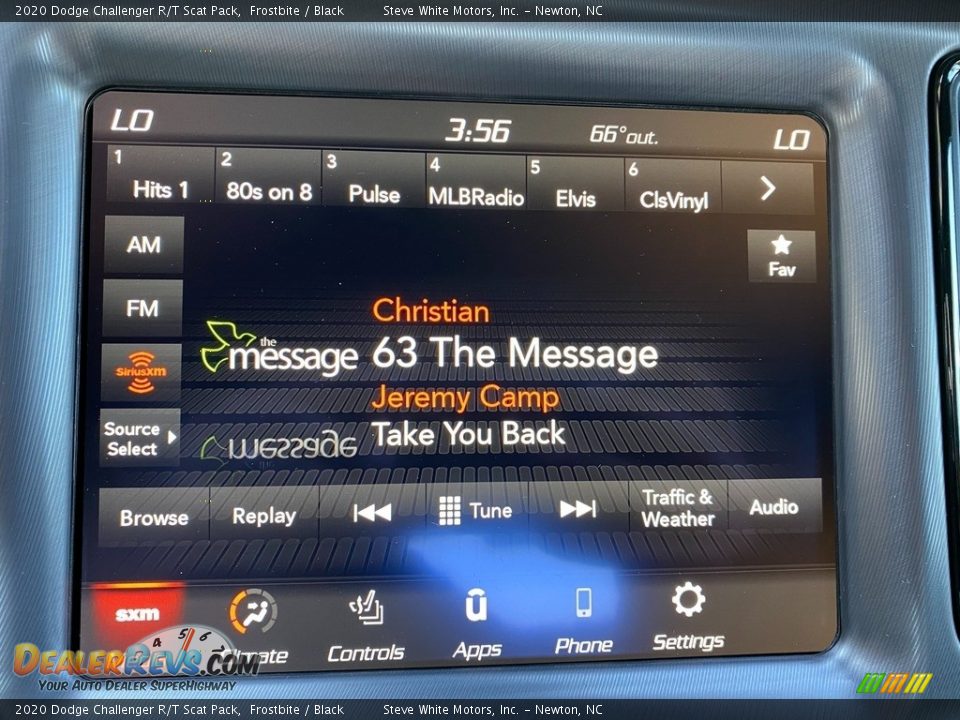 2020 Dodge Challenger R/T Scat Pack, Frostbite / Black Steve White Motors, Inc. - Newton, NC
LO 3:56 66° out. LO
1 Hits 1 2 80s on 8 3 Pulse 4 MLBRadio 5 Elvis 6 ClsVinyl
AM
Fav
FM
Christian
the message 63 The Message
SiriusXM
Jeremy Camp
Source Select
message Take You Back
Browse Replay Tune Traffic & Weather Audio
sxm Controls Apps Phone Settings
4 5 6
DealerRevs.com
Your Auto Dealer SuperHighway
2020 Dodge Challenger R/T Scat Pack, Frostbite / Black Steve White Motors, Inc. - Newton, NC